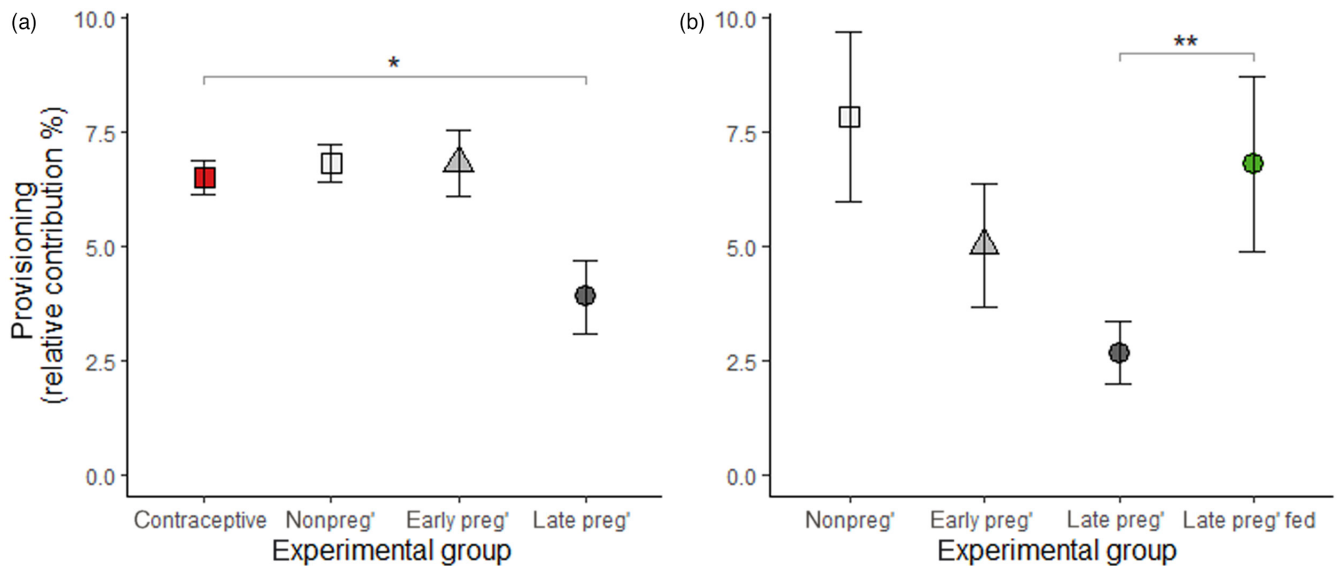 (a)
Provisioning
(relative contribution %)
10.0
7.5
5.0
2.5
0.0
*
Contraceptive Nonpreg' Early preg' Late preg'
Experimental group
(b)
10.0
7.5
5.0
2.5
0.0
**
Nonpreg' Early preg' Late preg' Late preg' fed
Experimental group